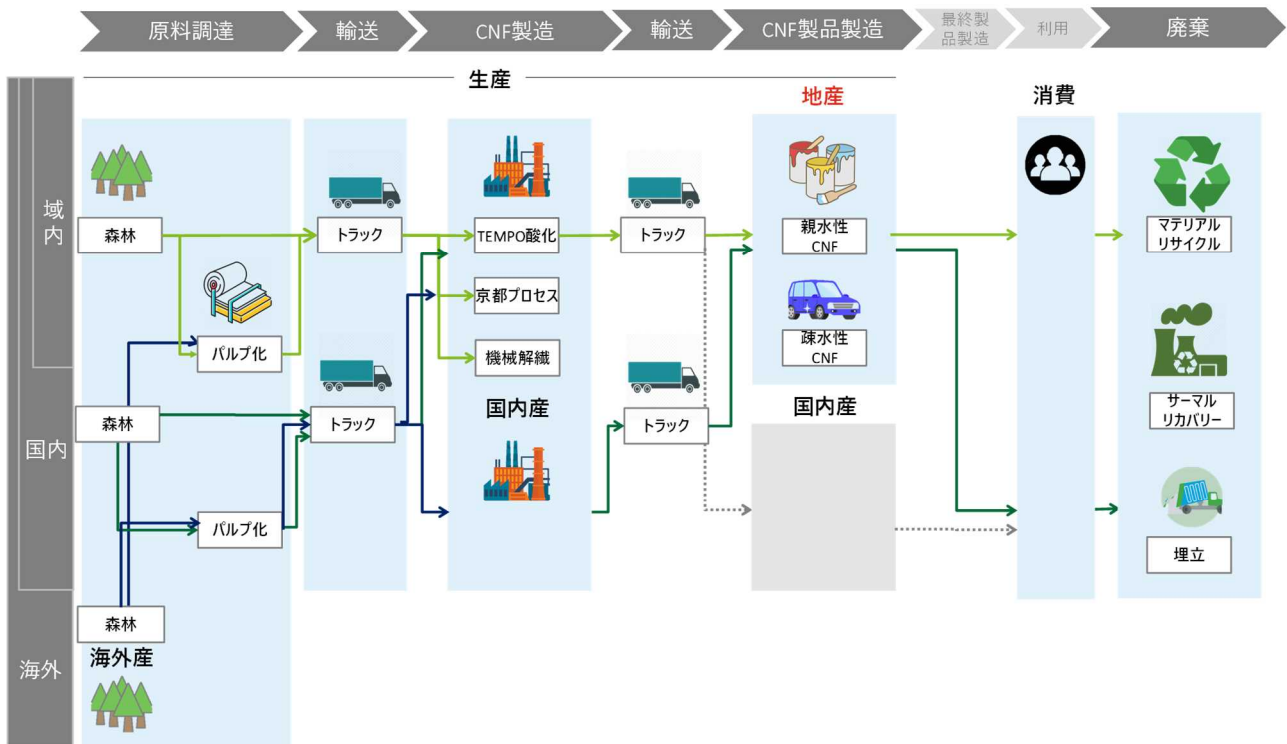 原料調達
輸送
CNF製造
輸送
CNF製品製造
最終製
品製造
利用
廃棄
生産
地産
消費
域内
森林
トラック
TEMPO酸化
トラック
親水性
CNF
マテリアル
リサイクル
京都プロセス
パルプ化
機械解繊
疎水性
CNF
国内
森林
トラック
国内産
トラック
国内産
サーマル
リカバリー
パルプ化
埋立
海外
森林
海外産